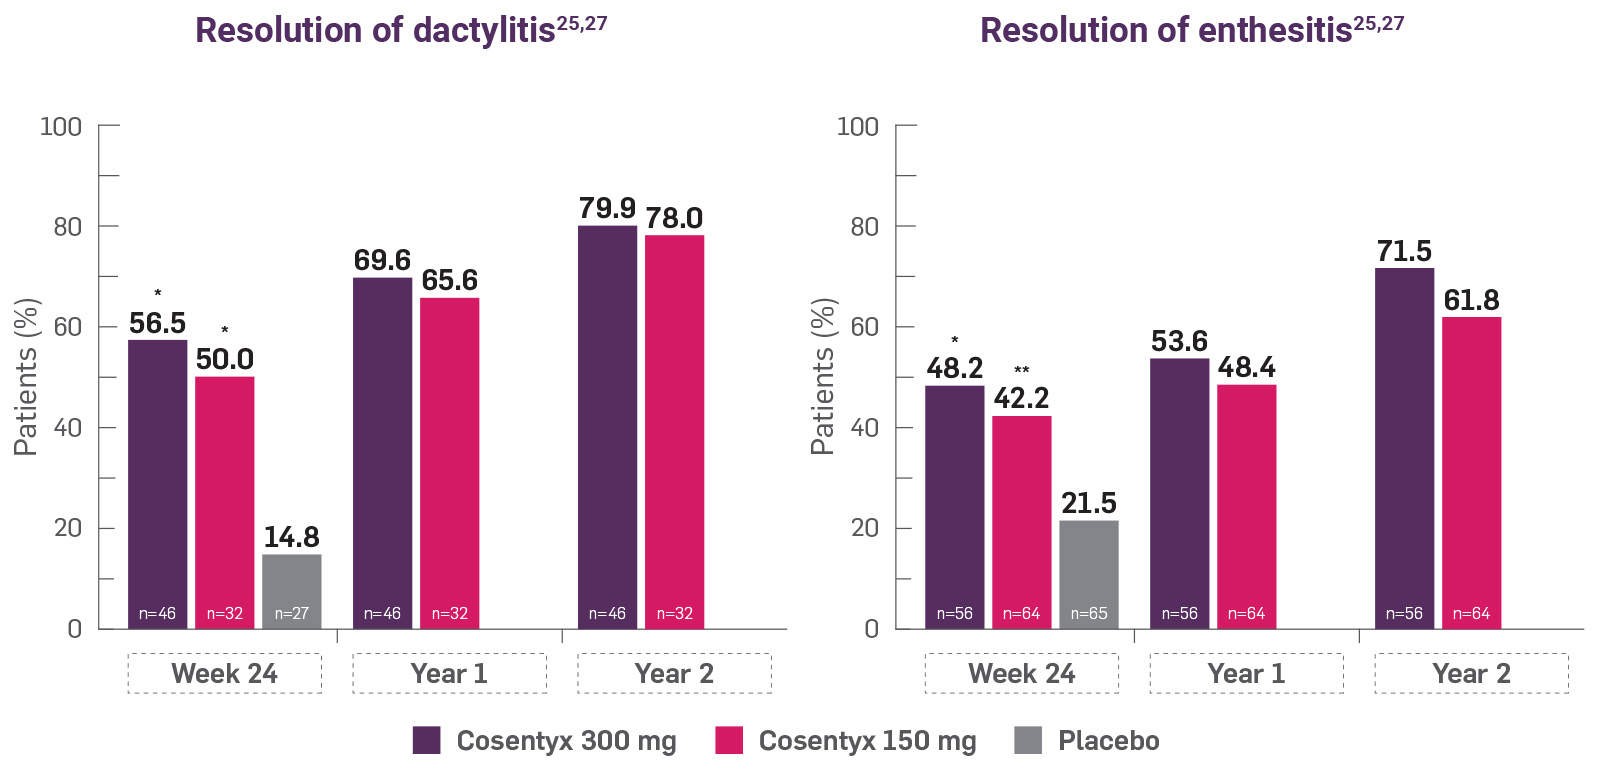 Resolution of dactylitis25,27
100
80
60
40
20
0
Patients (%)
*
56.5
*
50.0
14.8
69.6
65.6
79.9
78.0
n=46
n=32
n=27
n=46
n=32
n=46
n=32
Week 24
Year 1
Year 2
Resolution of enthesitis25,27
100
80
60
40
20
0
Patients (%)
*
48.2
**
42.2
21.5
53.6
48.4
71.5
61.8
n=56
n=64
n=65
n=56
n=64
n=56
n=64
Week 24
Year 1
Year 2
Cosentyx 300 mg
Cosentyx 150 mg
Placebo